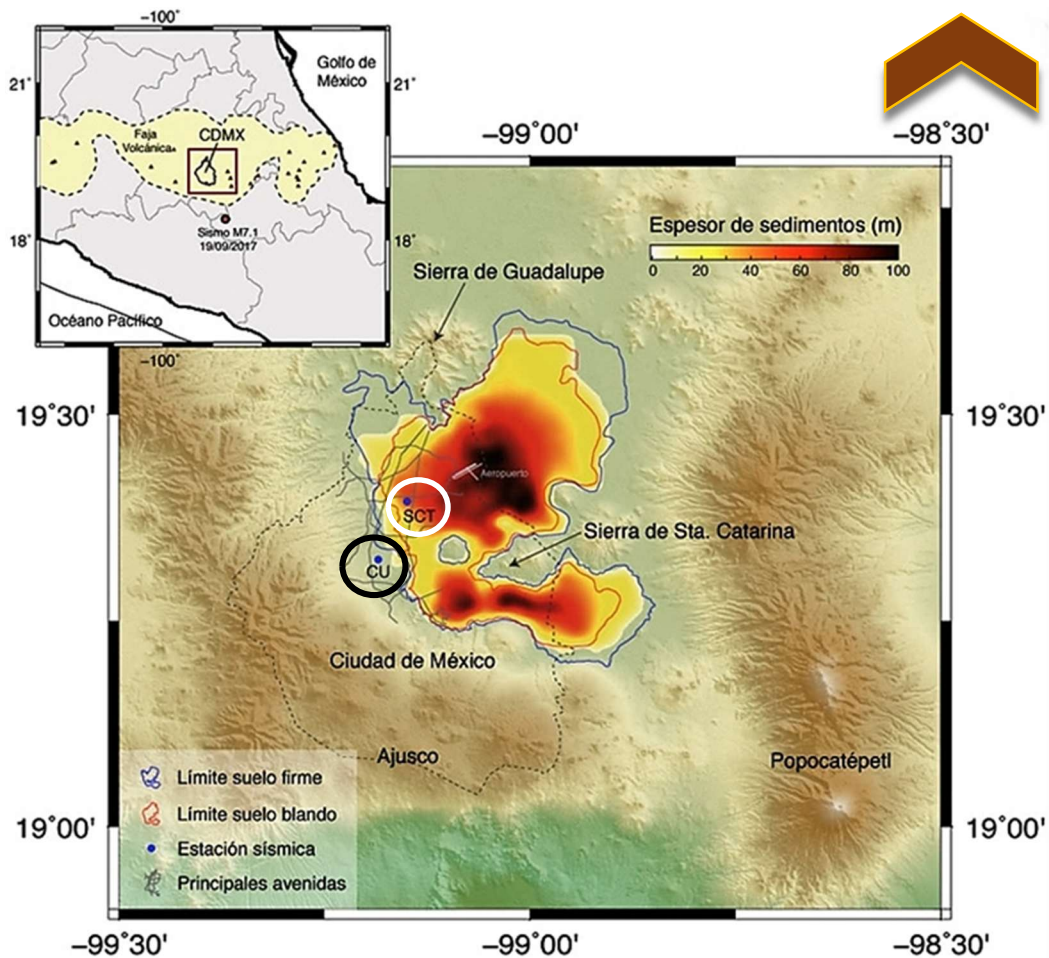 −100˚
21˚
21˚
Golfo de
México
Faja
Volcánica
CDMX
Sismo M7.1
19/09/2017
18˚
18˚
Océano Pacífico
−100˚
−99°00'
−98°30'
Espesor de sedimentos (m)
0 20 40 60 80 100
Sierra de Guadalupe
19°30'
19°30'
Aeropuerto
SCT
Sierra de Sta. Catarina
CU
Ciudad de México
Ajusco
Popocatépetl
Límite suelo firme
Límite suelo blando
Estación sísmica
Principales avenidas
19°00'
19°00'
−99°30'
−99°00'
−98°30'